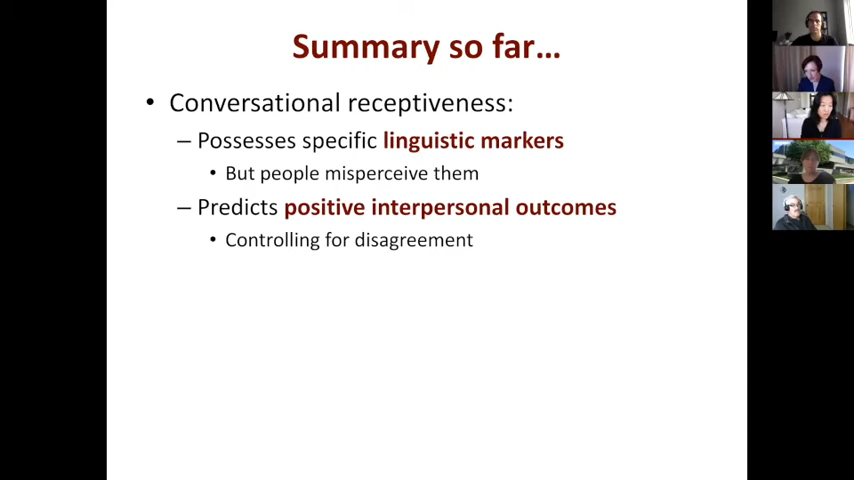 Summary so far...
• Conversational receptiveness:
– Possesses specific linguistic markers
• But people misperceive them
– Predicts positive interpersonal outcomes
• Controlling for disagreement